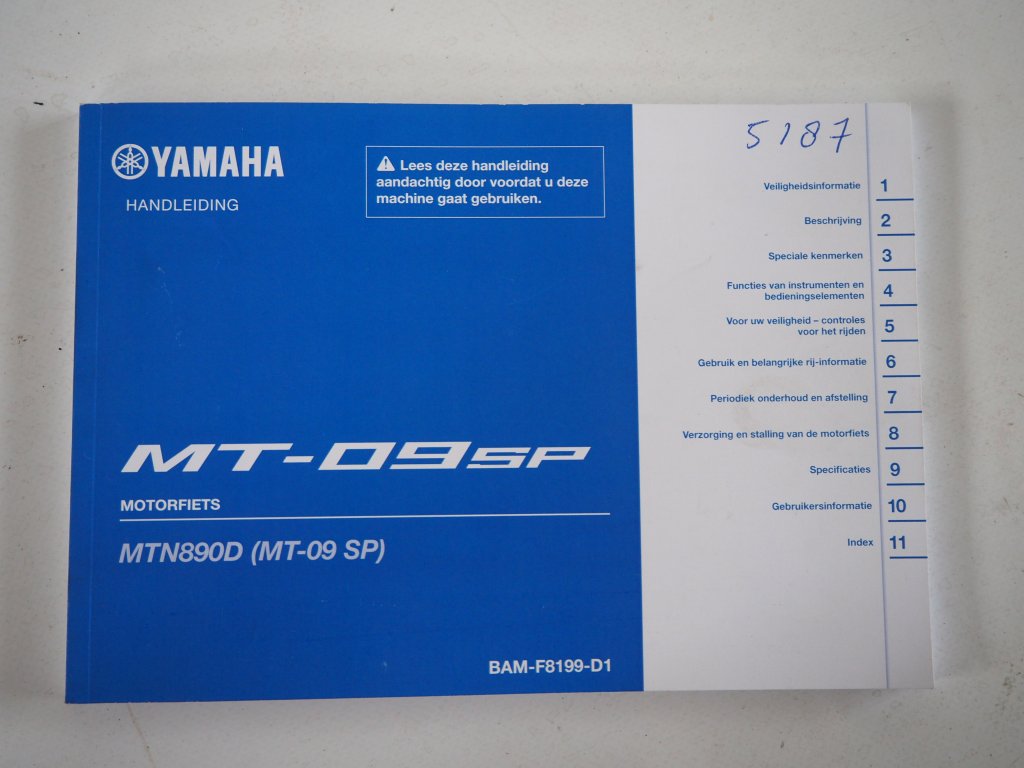 YAMAHA
HANDLEIDING
⚠ Lees deze handleiding
aandachtig door voordat u deze
machine gaat gebruiken.
MT-09SP
MOTORFIETS
MTN890D (MT-09 SP)
BAM-F8199-D1
5187
Veiligheidsinformatie 1
Beschrijving 2
Speciale kenmerken 3
Functies van instrumenten en
bedieningselementen 4
Voor uw veiligheid – controles
voor het rijden 5
Gebruik en belangrijke rij-informatie 6
Periodiek onderhoud en afstelling 7
Verzorging en stalling van de motorfiets 8
Specificaties 9
Gebruikersinformatie 10
Index 11